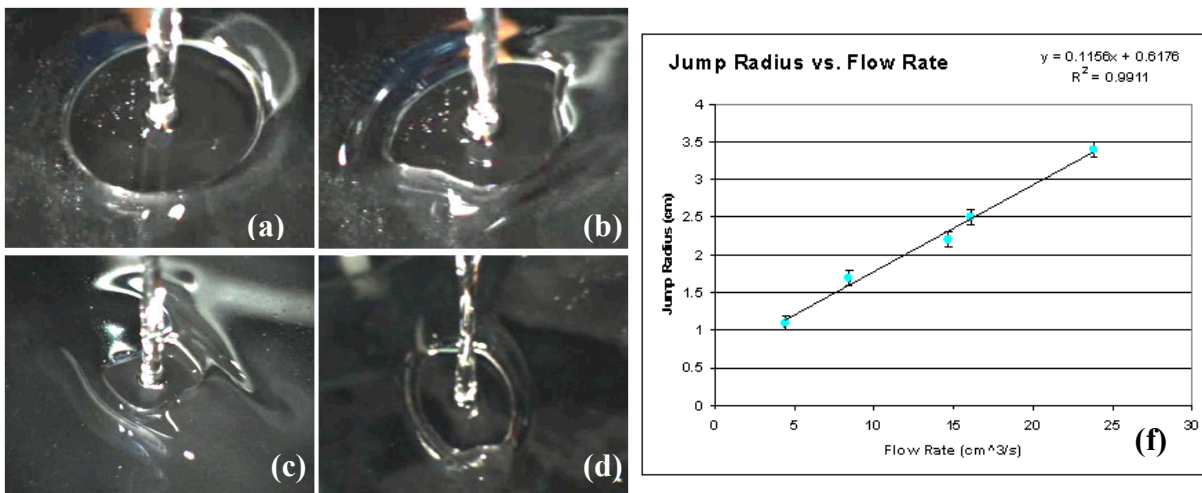 (a)
(b)
(c)
(d)
Jump Radius vs. Flow Rate
y = 0.1156x + 0.6176
R² = 0.9911
4
3.5
3
2.5
2
1.5
1
0.5
0
Jump Radius (cm)
0 5 10 15 20 25 30
Flow Rate (cm^3/s)
(f)